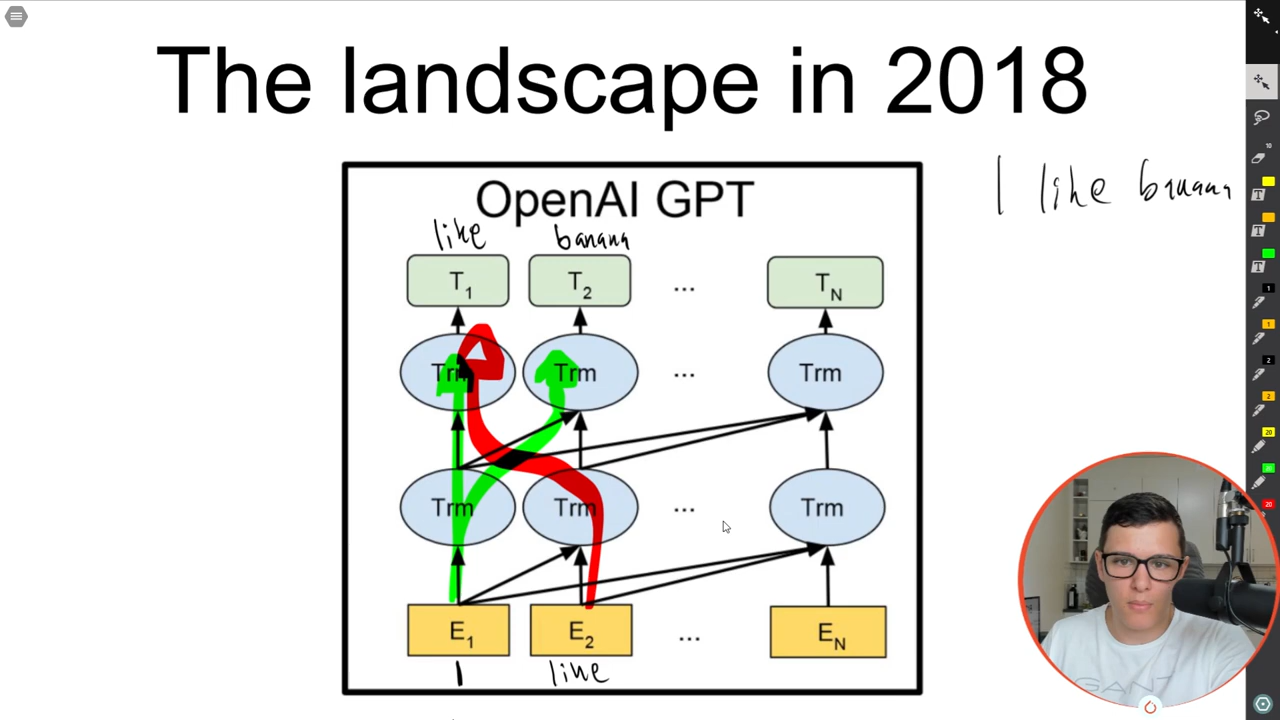 The landscape in 2018
I like banana
OpenAI GPT
like banana
T1 T2 ... TN
Trm Trm ... Trm
Trm Trm ... Trm
E1 E2 ... EN
I like
GANT